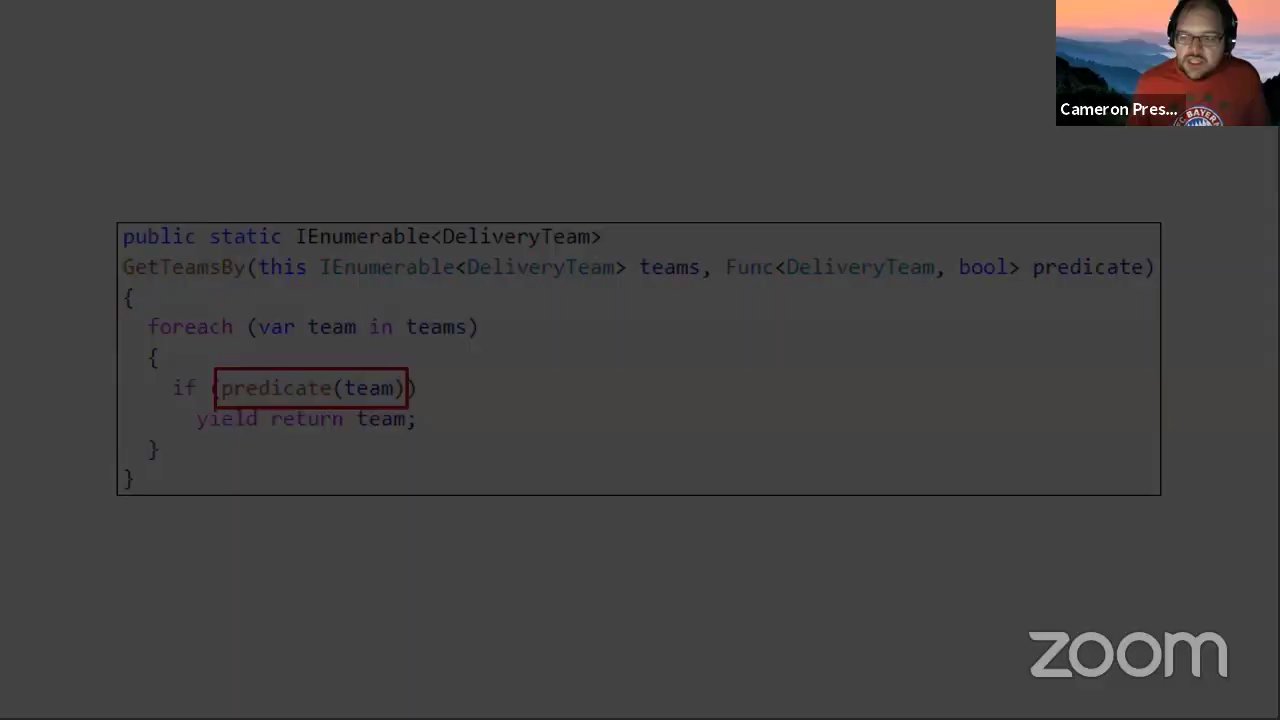 Cameron Pres...
BAYER
public static IEnumerable<DeliveryTeam>
GetTeamsBy(this IEnumerable<DeliveryTeam> teams, Func<DeliveryTeam, bool> predicate)
{
foreach (var team in teams)
{
if (predicate(team))
yield return team;
}
}
zoom